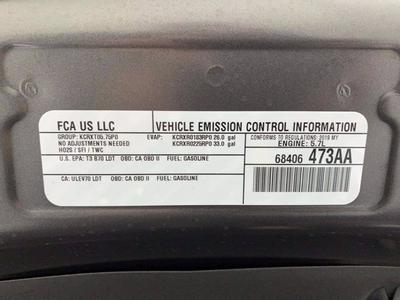 FCA US LLC
VEHICLE EMISSION CONTROL INFORMATION
GROUP: KCRXT05.75P0
EVAP: KCRXR0183RP0 26.0 gal
CONFORMS TO REGULATIONS: 2019 MY
NO ADJUSTMENTS NEEDED
KCRXR0225RP0 33.0 gal
ENGINE: 5.7L
HO2S / SFI / TWC
68406 473AA
U.S. EPA: T3 B70 LDT OBD: CA OBD II FUEL: GASOLINE
CA: ULEV70 LDT OBD: CA OBD II FUEL: GASOLINE